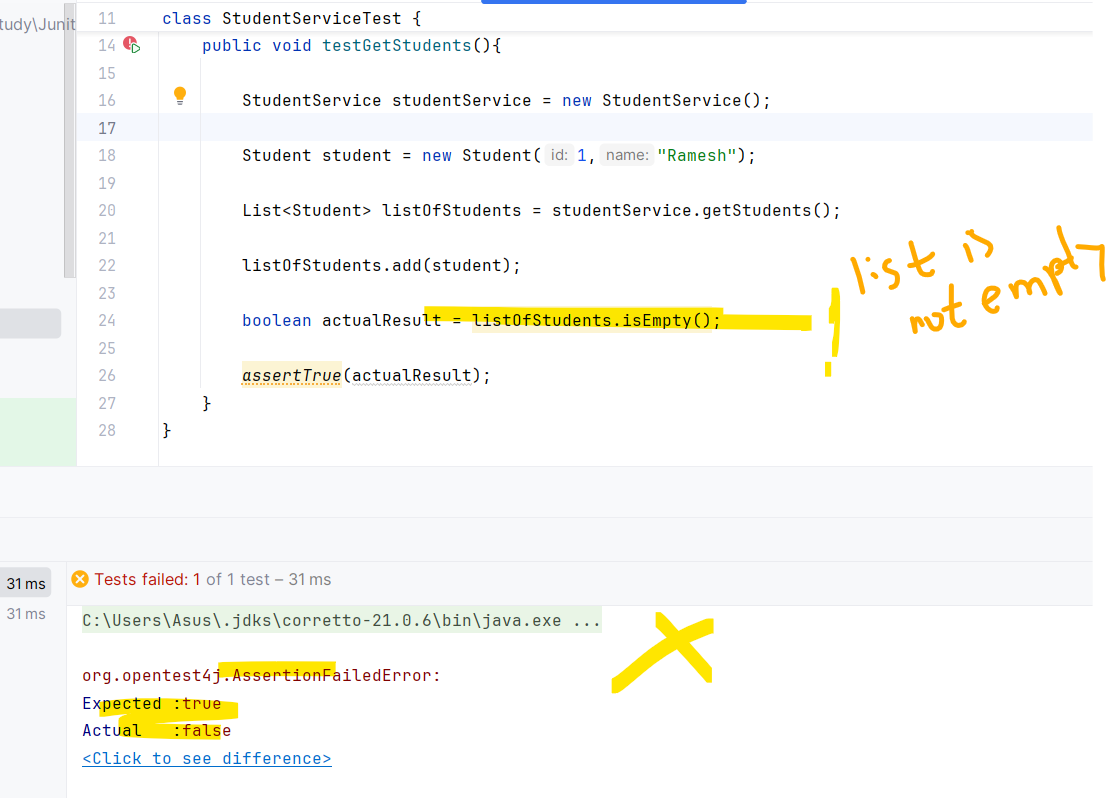 tudy\Junit
11 class StudentServiceTest {
14 public void testGetStudents(){
15
16 StudentService studentService = new StudentService();
17
18 Student student = new Student( id: 1, name: "Ramesh");
19
20 List<Student> listOfStudents = studentService.getStudents();
21
22 listOfStudents.add(student);
23
24 boolean actualResult = listOfStudents.isEmpty();
25
26 assertTrue(actualResult);
27 }
28 }
list is
not empty
31 ms Tests failed: 1 of 1 test – 31 ms
31 ms C:\Users\Asus\.jdks\corretto-21.0.6\bin\java.exe ...
org.opentest4j.AssertionFailedError:
Expected :true
Actual :false
<Click to see difference>